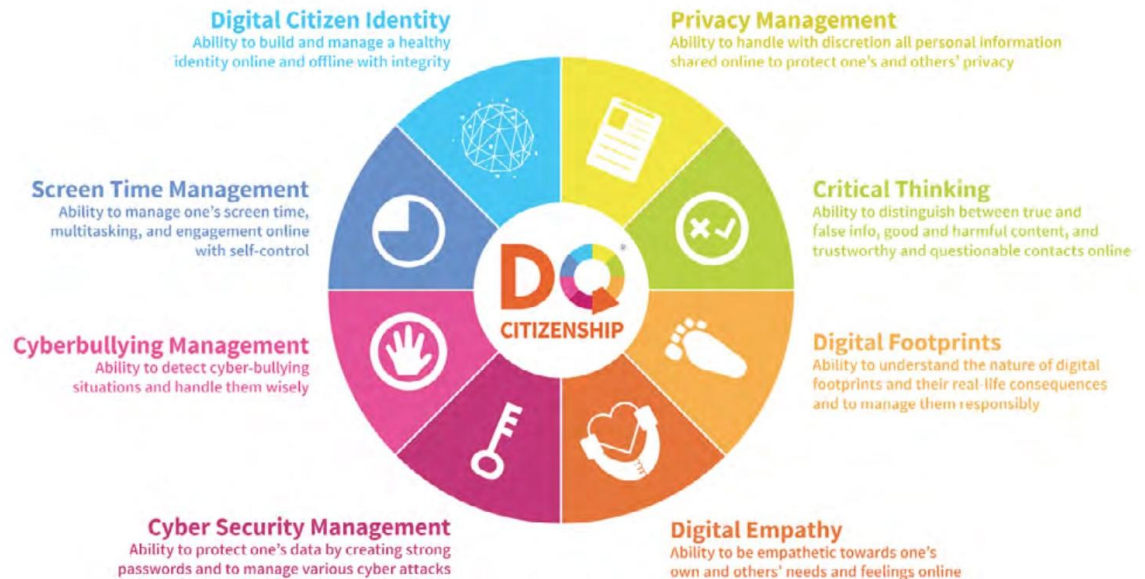 Digital Citizen Identity
Ability to build and manage a healthy
identity online and offline with integrity
Privacy Management
Ability to handle with discretion all personal information
shared online to protect one's and others' privacy
Screen Time Management
Ability to manage one's screen time,
multitasking, and engagement online
with self-control
Critical Thinking
Ability to distinguish between true and
false info, good and harmful content, and
trustworthy and questionable contacts online
DQ®
CITIZENSHIP
Cyberbullying Management
Ability to detect cyber-bullying
situations and handle them wisely
Digital Footprints
Ability to understand the nature of digital
footprints and their real-life consequences
and to manage them responsibly
Cyber Security Management
Ability to protect one's data by creating strong
passwords and to manage various cyber attacks
Digital Empathy
Ability to be empathetic towards one's
own and others' needs and feelings online